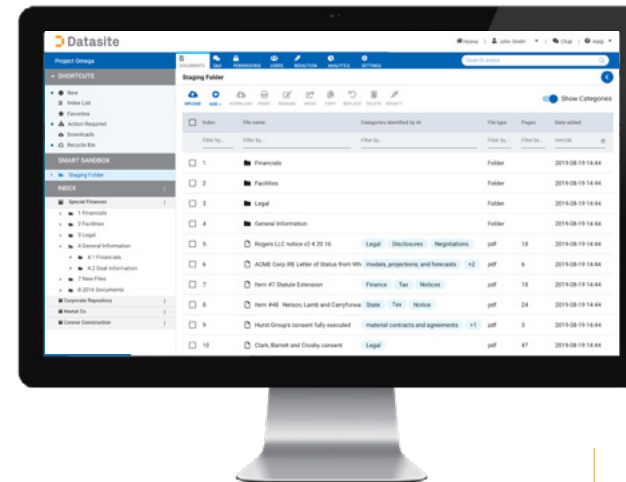 Datasite
Home | John Smith | Chat | Help
Project Omega
DOCUMENTS Q&A PERMISSIONS USERS REDACTION ANALYTICS SETTINGS
Search index
SHORTCUTS
New
Index List
Favorites
Action Required
Downloads
Recycle Bin
SMART SANDBOX
Staging Folder
INDEX
Special Finances
1 Financials
2 Facilities
3 Legal
4 General Information
4.1 Financials
4.2 Deal Information
7 New Files
8 2016 Documents
Corporate Repository
Nextal Co.
Connor Construction
Staging Folder
UPLOAD ADD DOWNLOAD PRINT RENAME MOVE COPY REPLACE DELETE REDACT
Show Categories
Index File name Categories identified by AI File type Pages Date added
Filter by... Filter by... Filter by... Filter by... Filter by... mm/dd
1 Financials Folder 2019-08-19 14:44
2 Facilities Folder 2019-08-19 14:44
3 Legal Folder 2019-08-19 14:44
4 General Information Folder 2019-08-19 14:44
5 Rogers LLC notice v2 4 20 16 Legal Disclosures Negotiations pdf 18 2019-08-19 14:44
6 ACME Corp IRE Letter of Status from Wh models, projections, and forecasts +2 pdf 6 2019-08-19 14:44
7 Item #7 Statute Extension Finance Tax Notices pdf 18 2019-08-19 14:44
8 Item #48 Nelson, Lamb and Carryforwa State Tax Notice pdf 24 2019-08-19 14:44
9 Hurst Group's consent fully executed material contracts and agreements +1 pdf 3 2019-08-19 14:44
10 Clark, Barrett and Crosby consent Legal pdf 47 2019-08-19 14:44